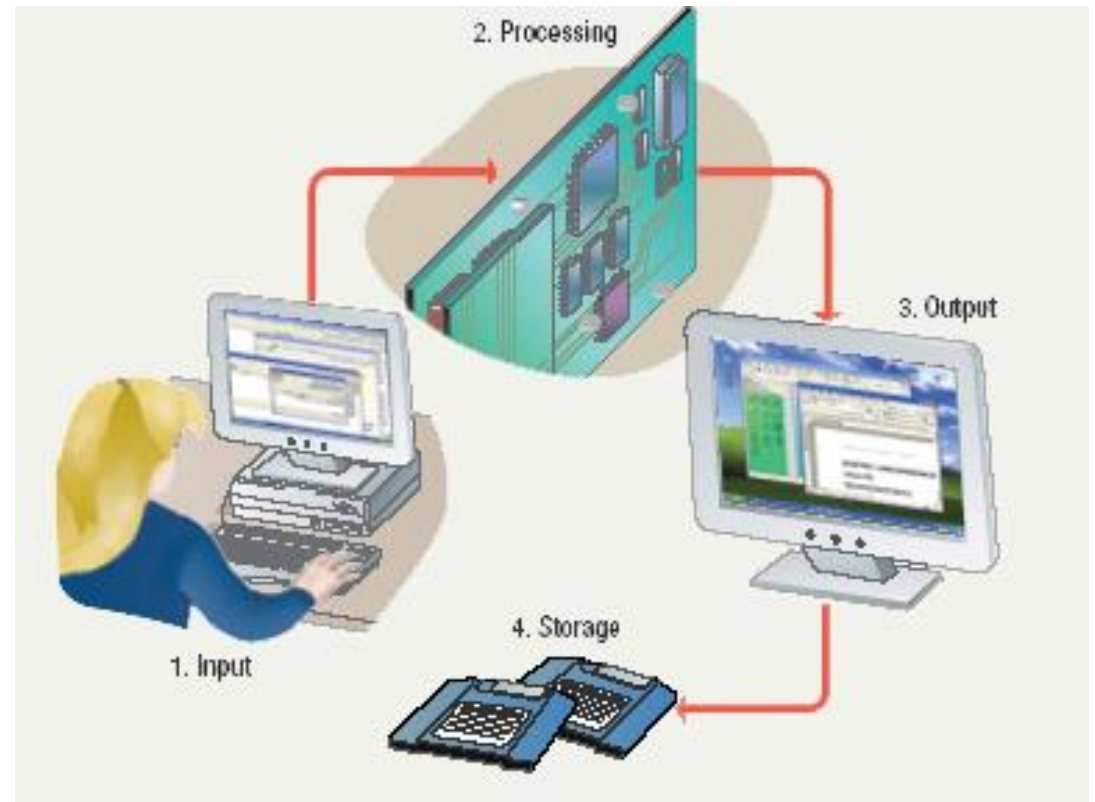 2. Processing
3. Output
4. Storage
1. Input